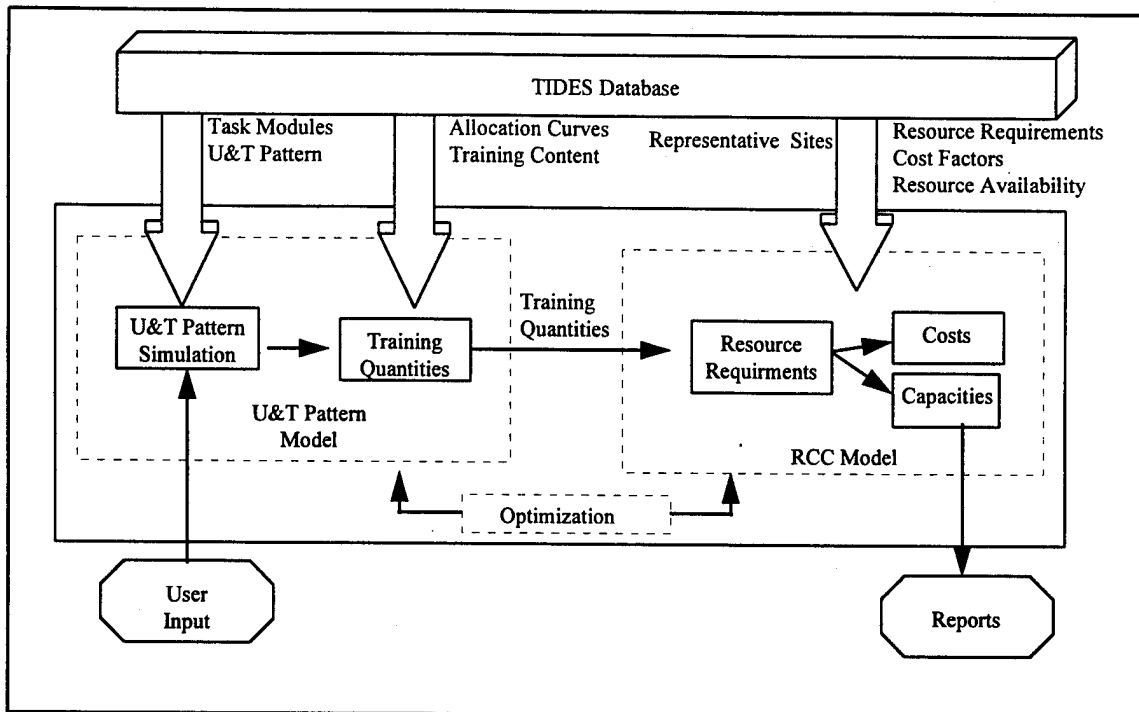 TIDES Database
Task Modules
U&T Pattern
Allocation Curves
Training Content
Representative Sites
Resource Requirements
Cost Factors
Resource Availability
U&T Pattern
Simulation
Training
Quantities
Training
Quantities
Resource
Requirments
Costs
Capacities
U&T Pattern
Model
RCC Model
Optimization
User
Input
Reports